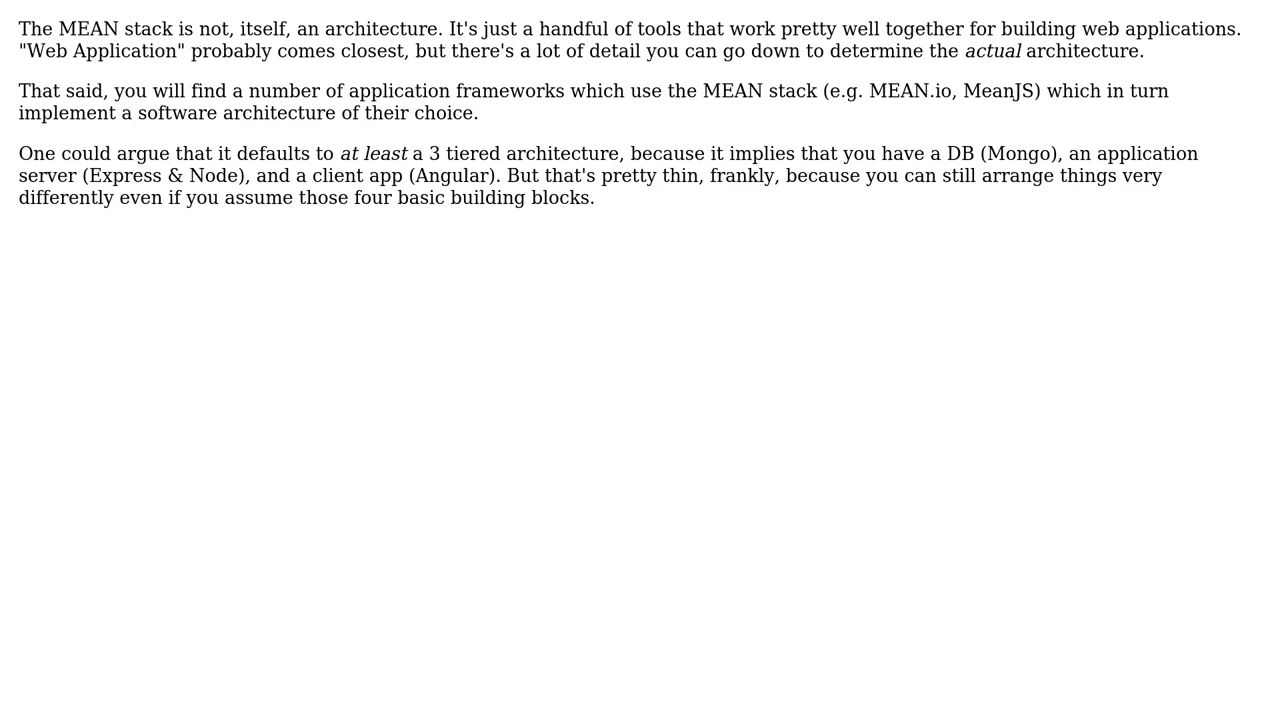 The MEAN stack is not, itself, an architecture. It's just a handful of tools that work pretty well together for building web applications.
"Web Application" probably comes closest, but there's a lot of detail you can go down to determine the actual architecture.
That said, you will find a number of application frameworks which use the MEAN stack (e.g. MEAN.io, MeanJS) which in turn
implement a software architecture of their choice.
One could argue that it defaults to at least a 3 tiered architecture, because it implies that you have a DB (Mongo), an application
server (Express & Node), and a client app (Angular). But that's pretty thin, frankly, because you can still arrange things very
differently even if you assume those four basic building blocks.